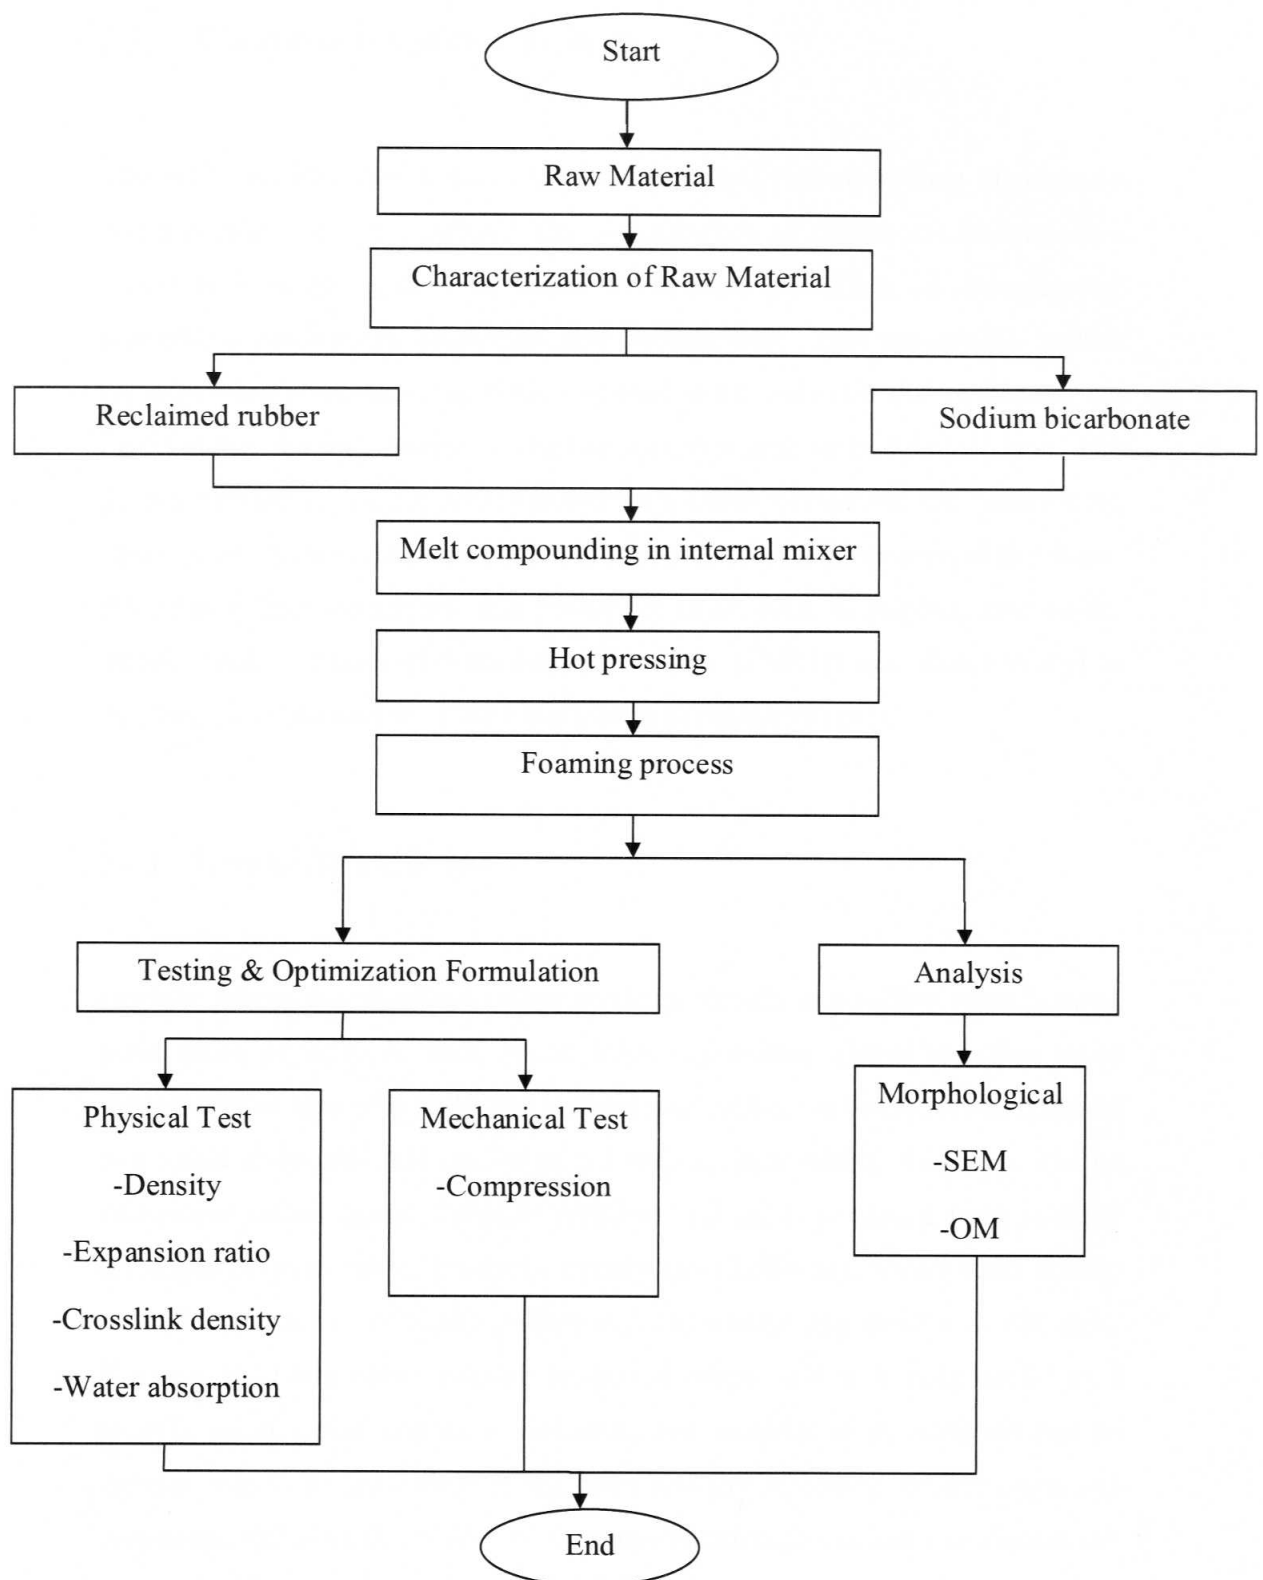 Start
Raw Material
Characterization of Raw Material
Reclaimed rubber
Sodium bicarbonate
Melt compounding in internal mixer
Hot pressing
Foaming process
Testing & Optimization Formulation
Analysis
Physical Test
-Density
-Expansion ratio
-Crosslink density
-Water absorption
Mechanical Test
-Compression
Morphological
-SEM
-OM
End